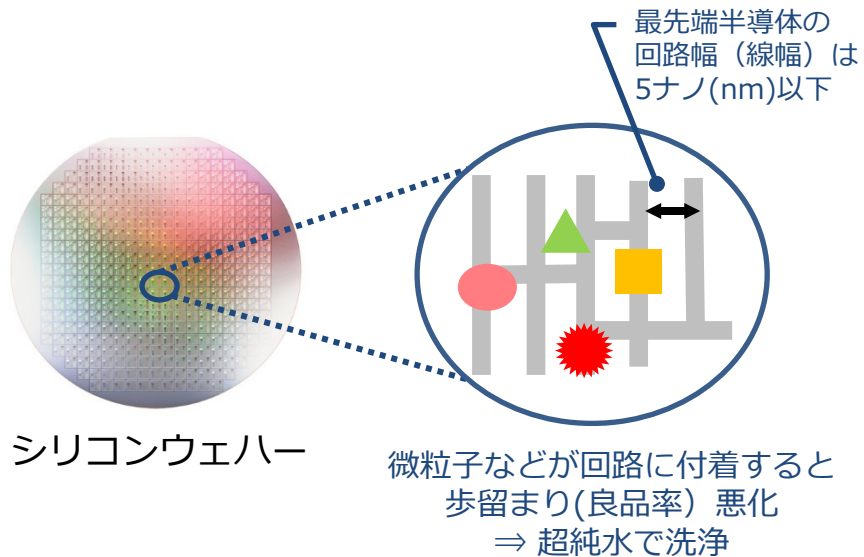 最先端半導体の
回路幅（線幅）は
5ナノ(nm)以下
シリコンウェハー
微粒子などが回路に付着すると
歩留まり(良品率）悪化
⇒ 超純水で洗浄